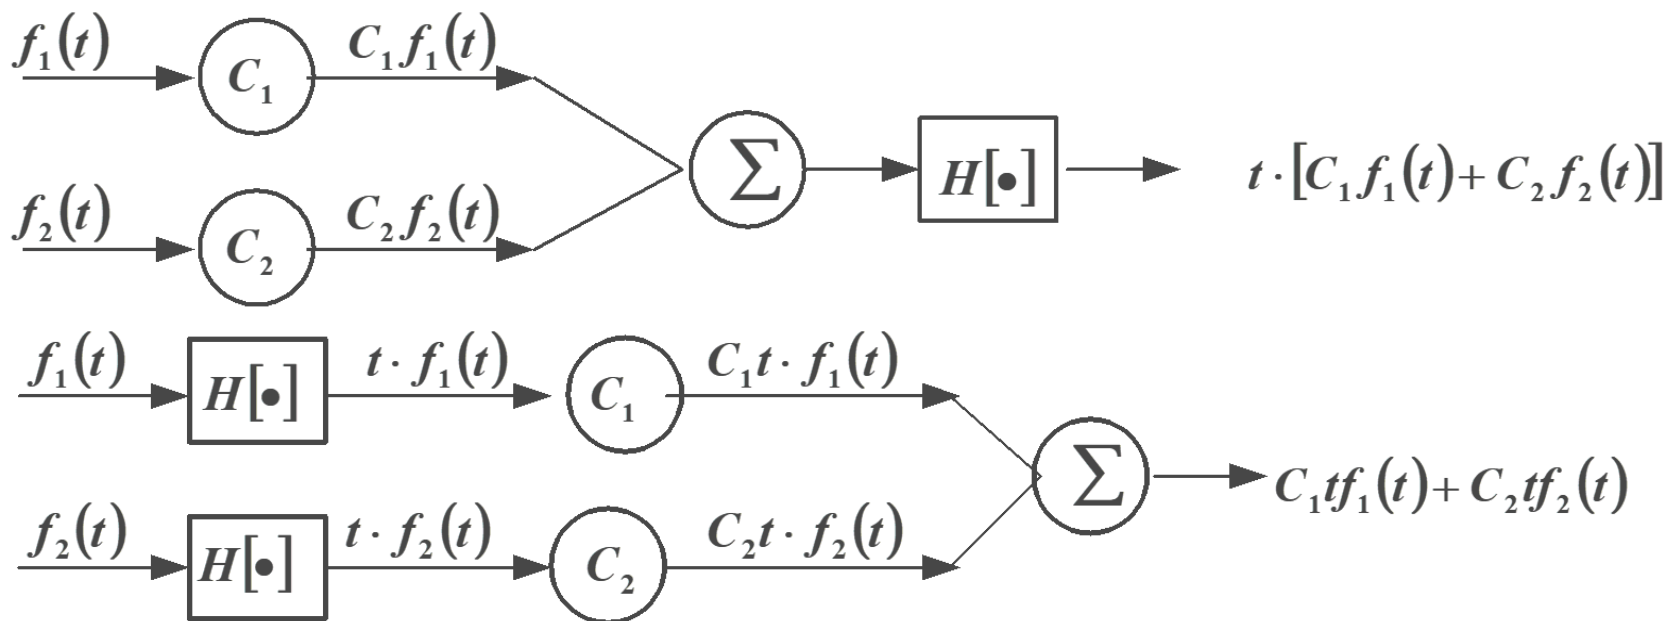 f₁(t) C₁ C₁f₁(t)
Σ H[•] t·[C₁f₁(t)+C₂f₂(t)]
f₂(t) C₂ C₂f₂(t)
f₁(t) H[•] t·f₁(t) C₁ C₁t·f₁(t)
Σ C₁tf₁(t)+C₂tf₂(t)
f₂(t) H[•] t·f₂(t) C₂ C₂t·f₂(t)